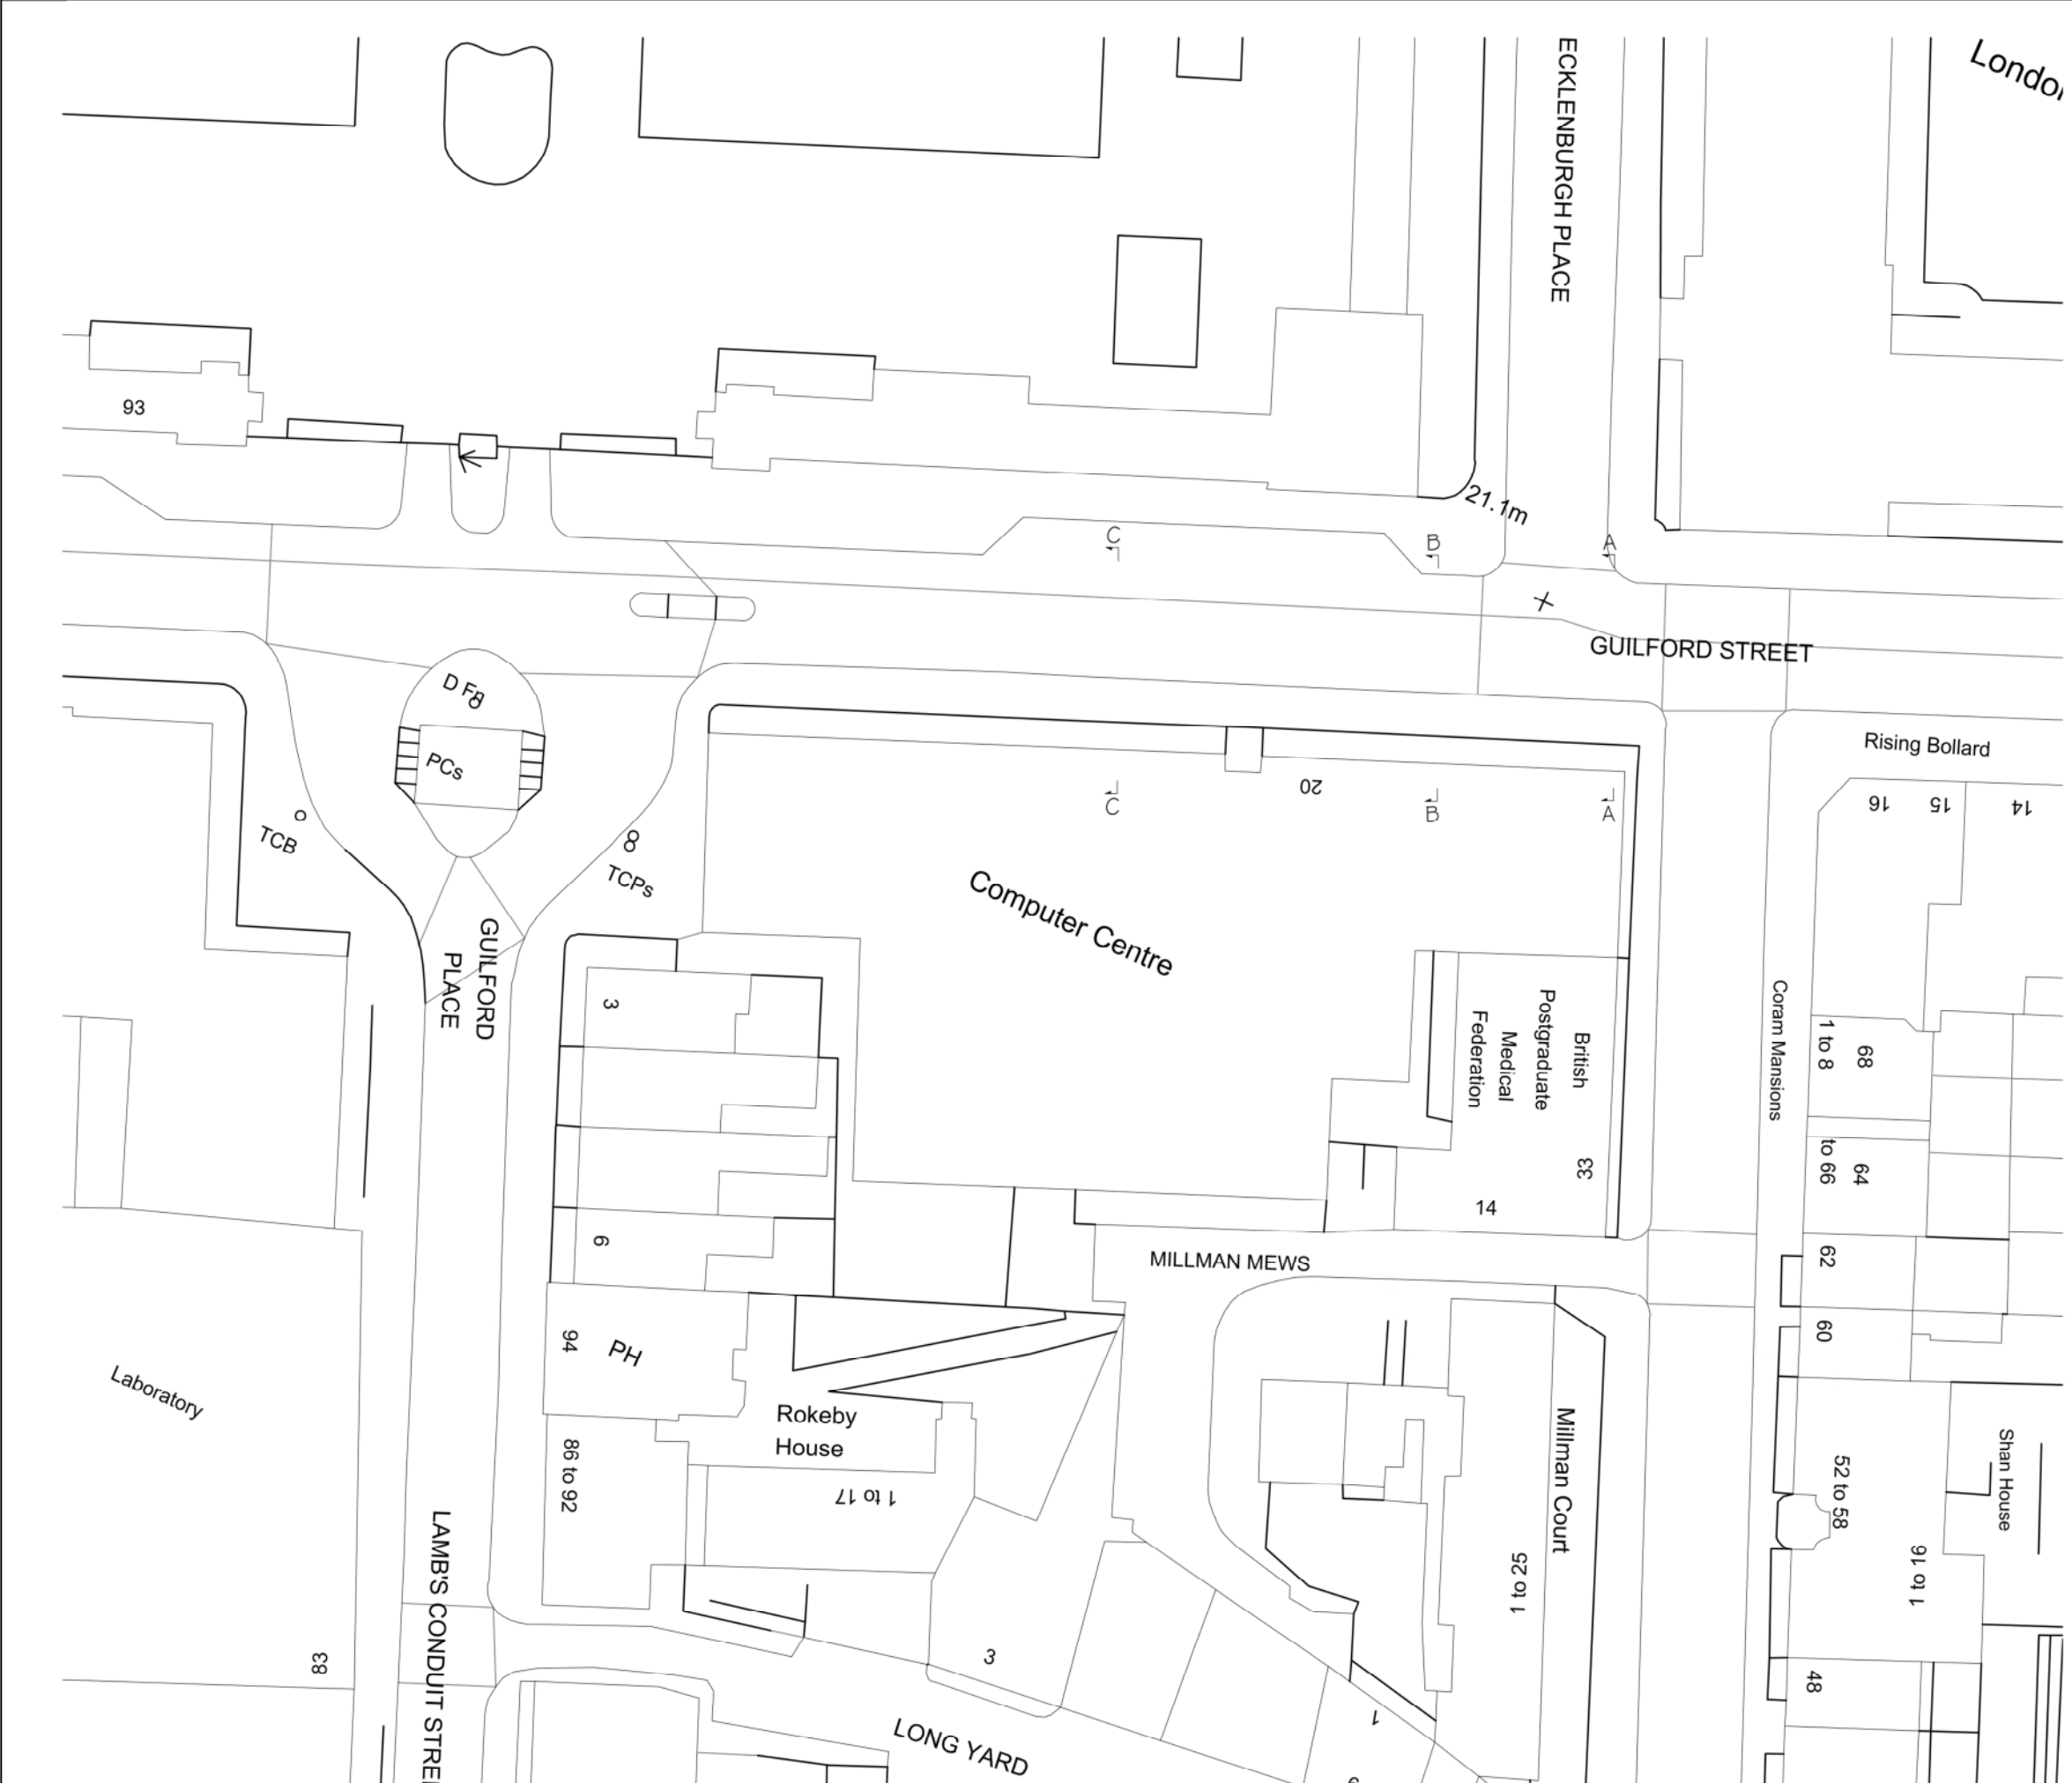 Londo
ECKLENBURGH PLACE
93
21.1m
C
B
A
GUILFORD STREET
D Fn
PCs
TCB
TCPs
Rising Bollard
20
C
B
A
16
15
14
Computer Centre
GUILFORD
PLACE
3
British
Postgraduate
Medical
Federation
33
14
Coram Mansions
1 to 8
68
to 66
64
62
60
6
MILLMAN MEWS
94
PH
Laboratory
Rokeby
House
86 to 92
1 to 17
Millman Court
1 to 25
52 to 58
Shan House
1 to 16
48
83
LAMB'S CONDUIT STREE
3
1
LONG YARD